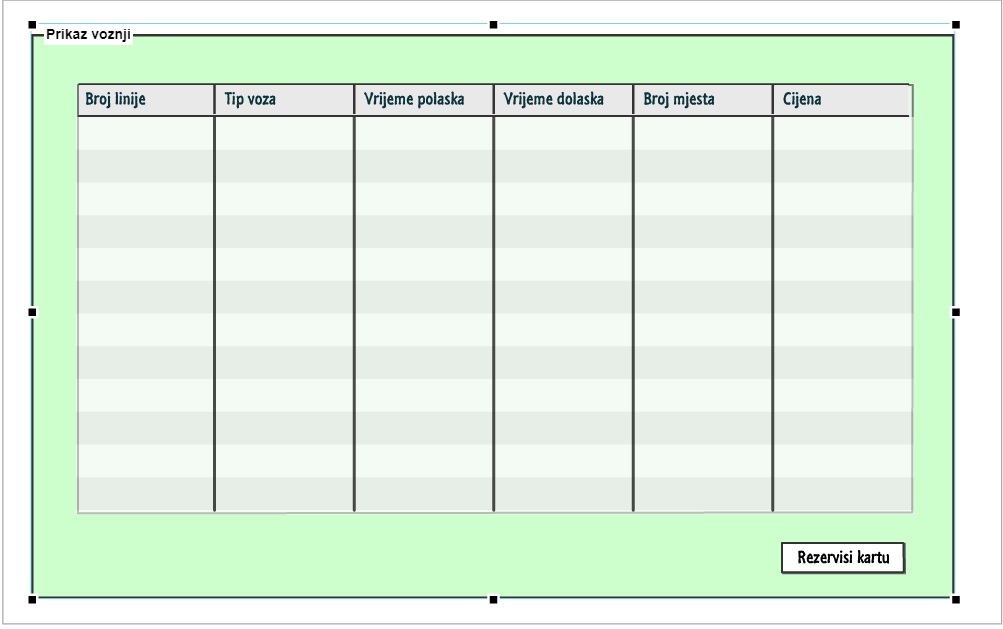 Prikaz voznji
Broj linije Tip voza Vrijeme polaska Vrijeme dolaska Broj mjesta Cijena
Rezervisi kartu